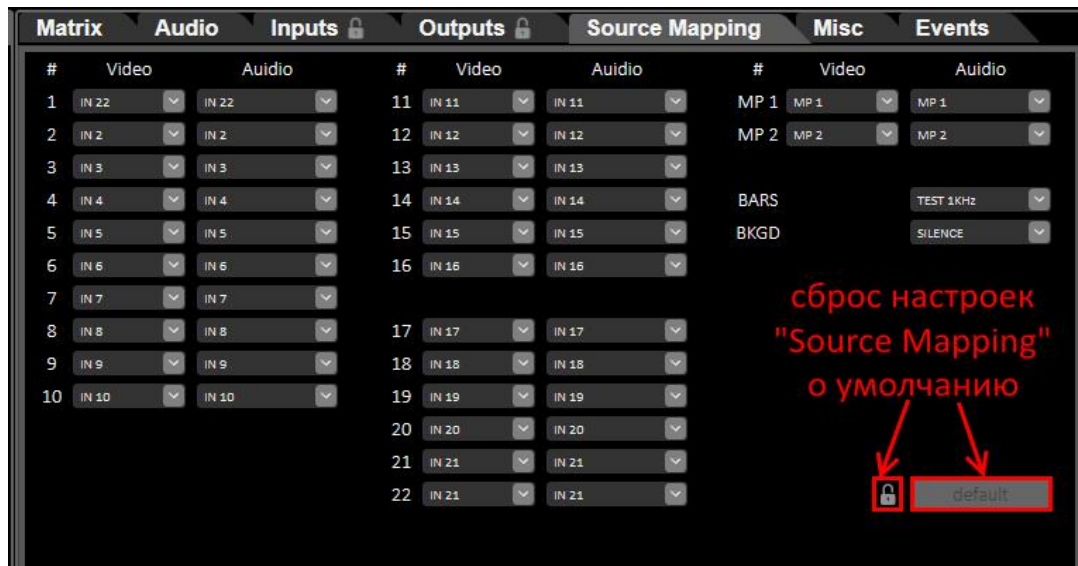 Matrix Audio Inputs Outputs Source Mapping Misc Events
# Video Auidio # Video Auidio # Video Auidio
1 IN 22 IN 22 11 IN 11 IN 11 MP 1 MP 1 MP 1
2 IN 2 IN 2 12 IN 12 IN 12 MP 2 MP 2 MP 2
3 IN 3 IN 3 13 IN 13 IN 13
4 IN 4 IN 4 14 IN 14 IN 14 BARS TEST 1KHz
5 IN 5 IN 5 15 IN 15 IN 15 BKGD SILENCE
6 IN 6 IN 6 16 IN 16 IN 16
7 IN 7 IN 7
сброс настроек
8 IN 8 IN 8 17 IN 17 IN 17
"Source Mapping"
9 IN 9 IN 9 18 IN 18 IN 18
о умолчанию
10 IN 10 IN 10 19 IN 19 IN 19
20 IN 20 IN 20
21 IN 21 IN 21
22 IN 21 IN 21 default